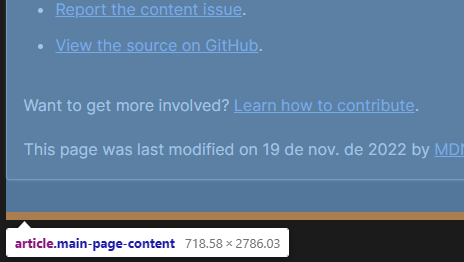 Report the content issue.
View the source on GitHub.
Want to get more involved? Learn how to contribute.
This page was last modified on 19 de nov. de 2022 by MDN
article.main-page-content 718.58 × 2786.03